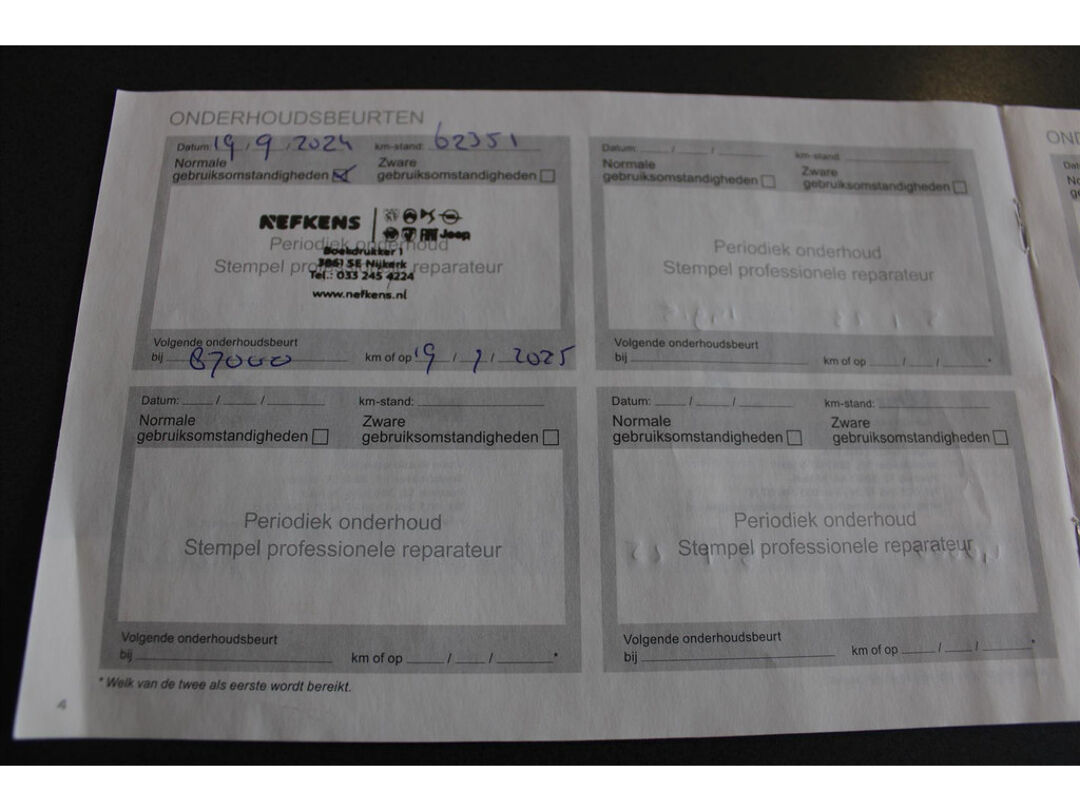 ONDERHOUDSBEURTEN
OND
Datum: 19 / 9 / 2024 km-stand: 62351
Normale gebruiksomstandigheden
Zware gebruiksomstandigheden
NEFKENS
Jeep
Periodiek onderhoud
Stempel professionele reparateur
Boekdrukker 1
3861 SE Nijkerk
Tel.: 033 245 4224
www.nefkens.nl
Volgende onderhoudsbeurt
bij 87000 km of op 19 / 9 / 2025
Datum: / / km-stand:
Normale gebruiksomstandigheden
Zware gebruiksomstandigheden
Periodiek onderhoud
Stempel professionele reparateur
Volgende onderhoudsbeurt
bij km of op / / *
Datum: / / km-stand:
Normale gebruiksomstandigheden
Zware gebruiksomstandigheden
Periodiek onderhoud
Stempel professionele reparateur
Volgende onderhoudsbeurt
bij km of op / / *
Datum: / / km-stand:
Normale gebruiksomstandigheden
Zware gebruiksomstandigheden
Periodiek onderhoud
Stempel professionele reparateur
Volgende onderhoudsbeurt
bij km of op / / *
* Welk van de twee als eerste wordt bereikt.
4